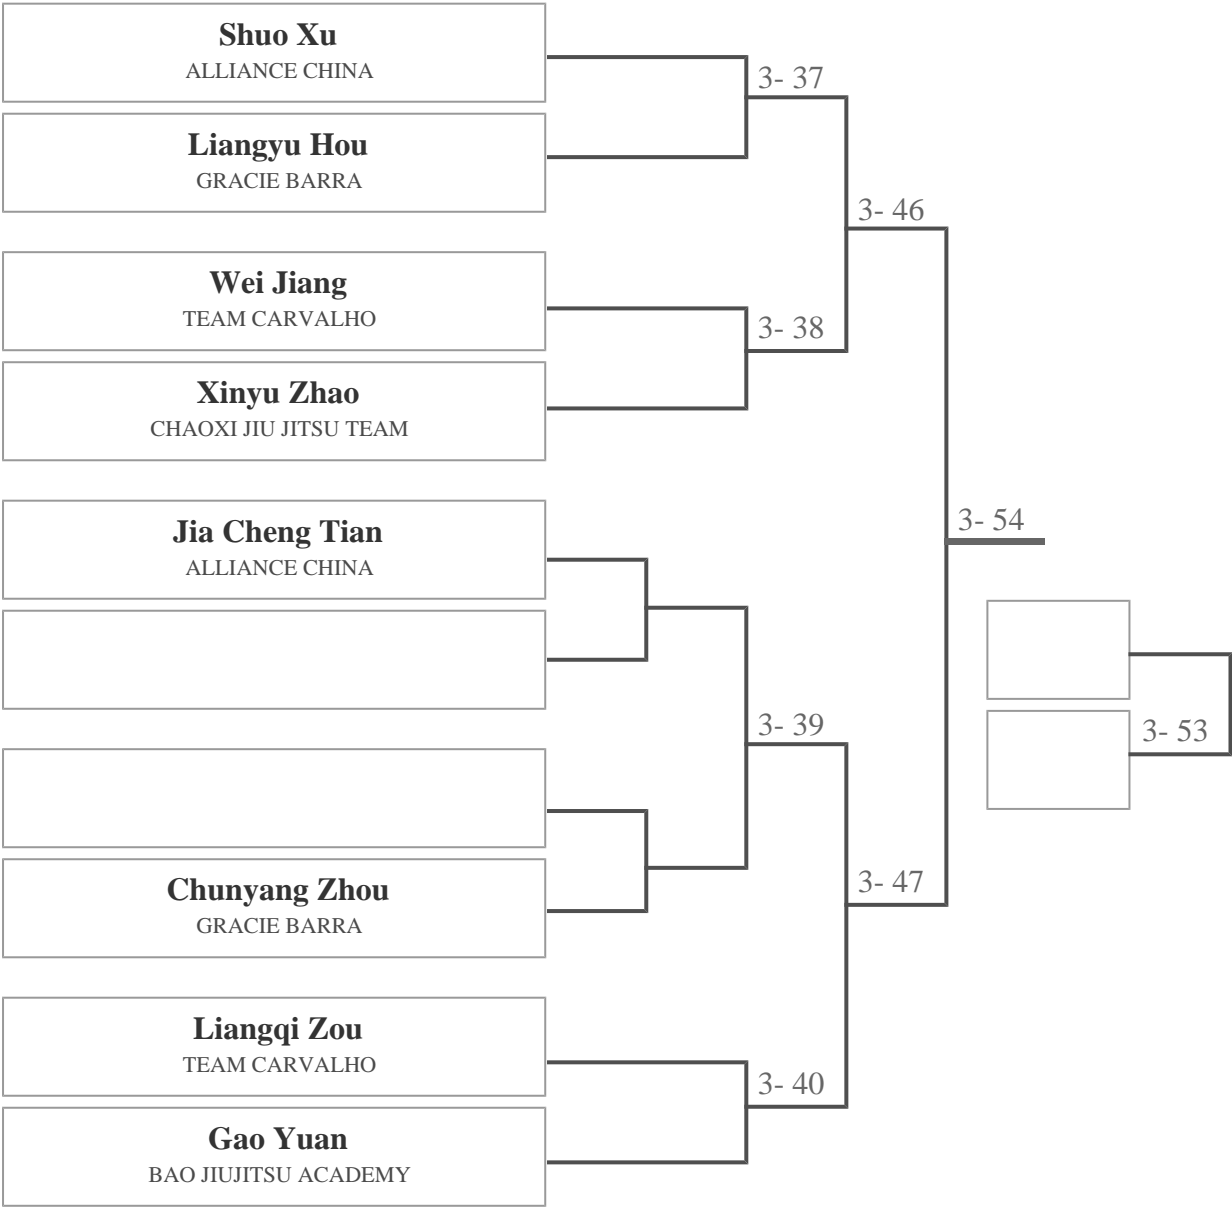 Shuo Xu
ALLIANCE CHINA
3- 37
Liangyu Hou
GRACIE BARRA
3- 46
Wei Jiang
TEAM CARVALHO
3- 38
Xinyu Zhao
CHAOXI JIU JITSU TEAM
Jia Cheng Tian
ALLIANCE CHINA
3- 54
3- 39
3- 53
Chunyang Zhou
GRACIE BARRA
3- 47
Liangqi Zou
TEAM CARVALHO
3- 40
Gao Yuan
BAO JIUJITSU ACADEMY